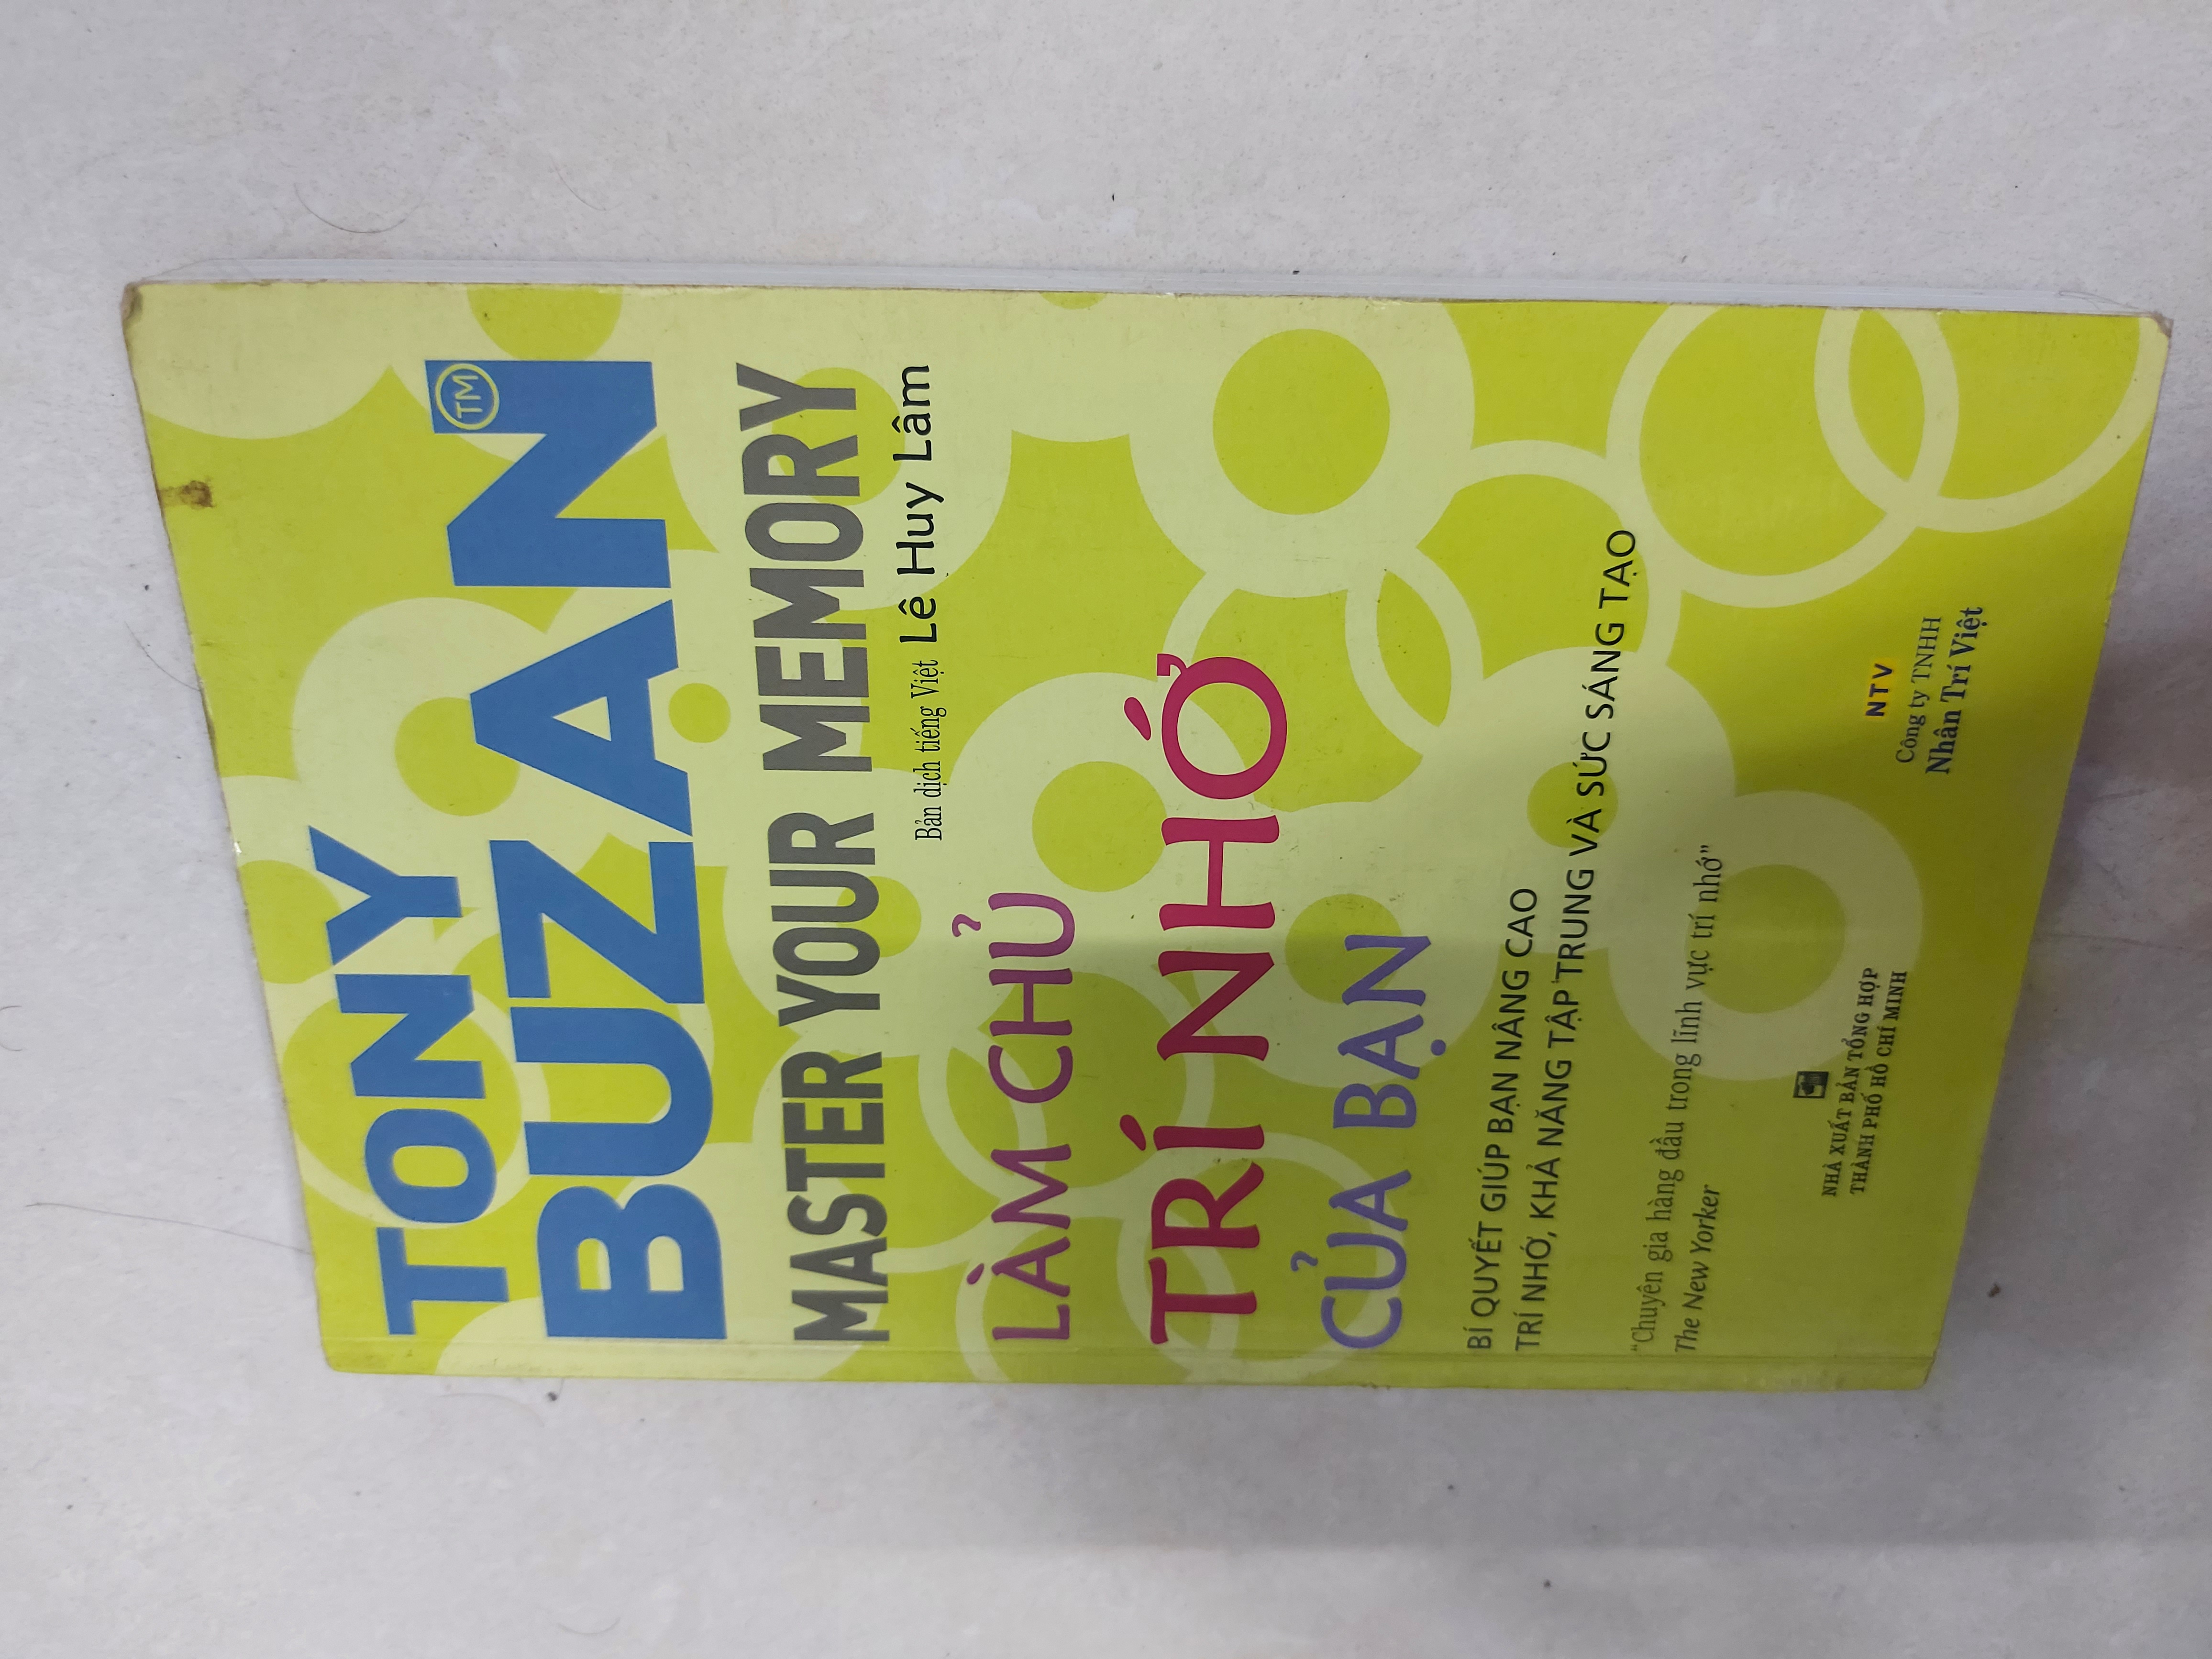 TONY
BUZAN
TM
MASTER YOUR MEMORY
Bản dịch tiếng Việt Lê Huy Lâm
LÀM CHỦ
TRÍ NHỚ
CỦA BẠN
BÍ QUYẾT GIÚP BẠN NÂNG CAO
TRÍ NHỚ, KHẢ NĂNG TẬP TRUNG VÀ SỨC SÁNG TẠO
"Chuyên gia hàng đầu trong lĩnh vực trí nhớ"
The New Yorker
NHÀ XUẤT BẢN TỔNG HỢP
THÀNH PHỐ HỒ CHÍ MINH
NTV
Công ty TNHH
Nhân Trí Việt